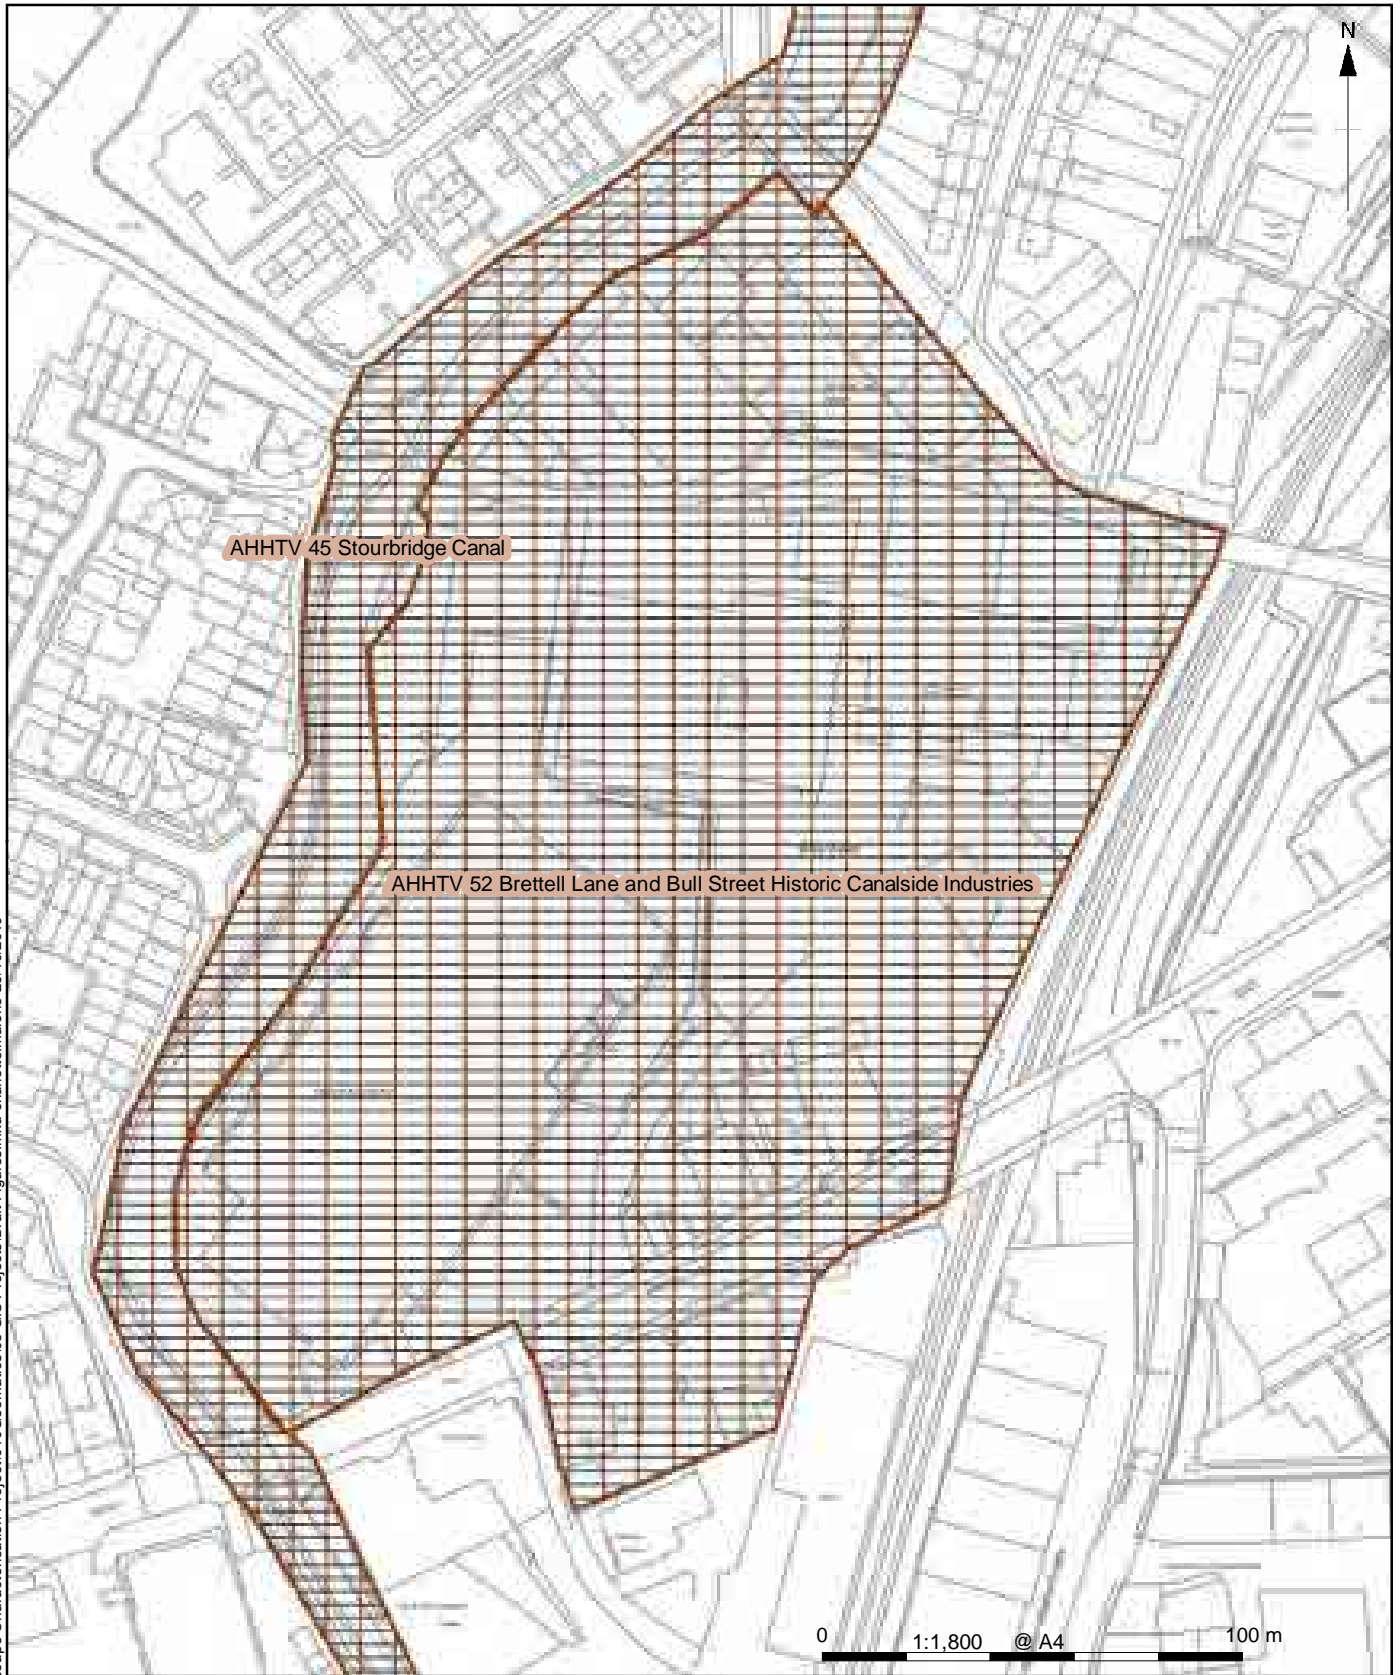 N
AHHTV 45 Stourbridge Canal
AHHTV 52 Brettell Lane and Bull Street Historic Canalside Industries
0 1:1,800 @ A4 100 m